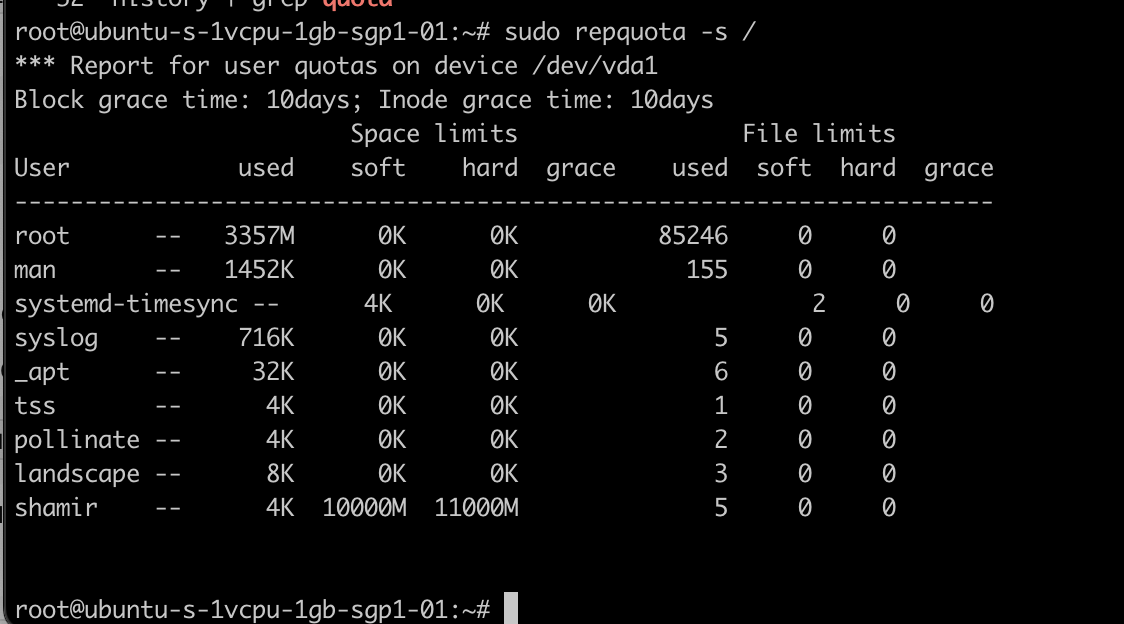 52  history | grep quota
root@ubuntu-s-1vcpu-1gb-sgp1-01:~# sudo repquota -s /
*** Report for user quotas on device /dev/vda1
Block grace time: 10days; Inode grace time: 10days
                        Space limits                File limits
User            used    soft    hard  grace    used  soft  hard  grace
----------------------------------------------------------------------
root      --   3357M      0K      0K          85246     0     0
man       --   1452K      0K      0K            155     0     0
systemd-timesync --      4K      0K      0K              2     0     0
syslog    --    716K      0K      0K              5     0     0
_apt      --     32K      0K      0K              6     0     0
tss       --      4K      0K      0K              1     0     0
pollinate --      4K      0K      0K              2     0     0
landscape --      8K      0K      0K              3     0     0
shamir    --      4K  10000M  11000M              5     0     0
root@ubuntu-s-1vcpu-1gb-sgp1-01:~#